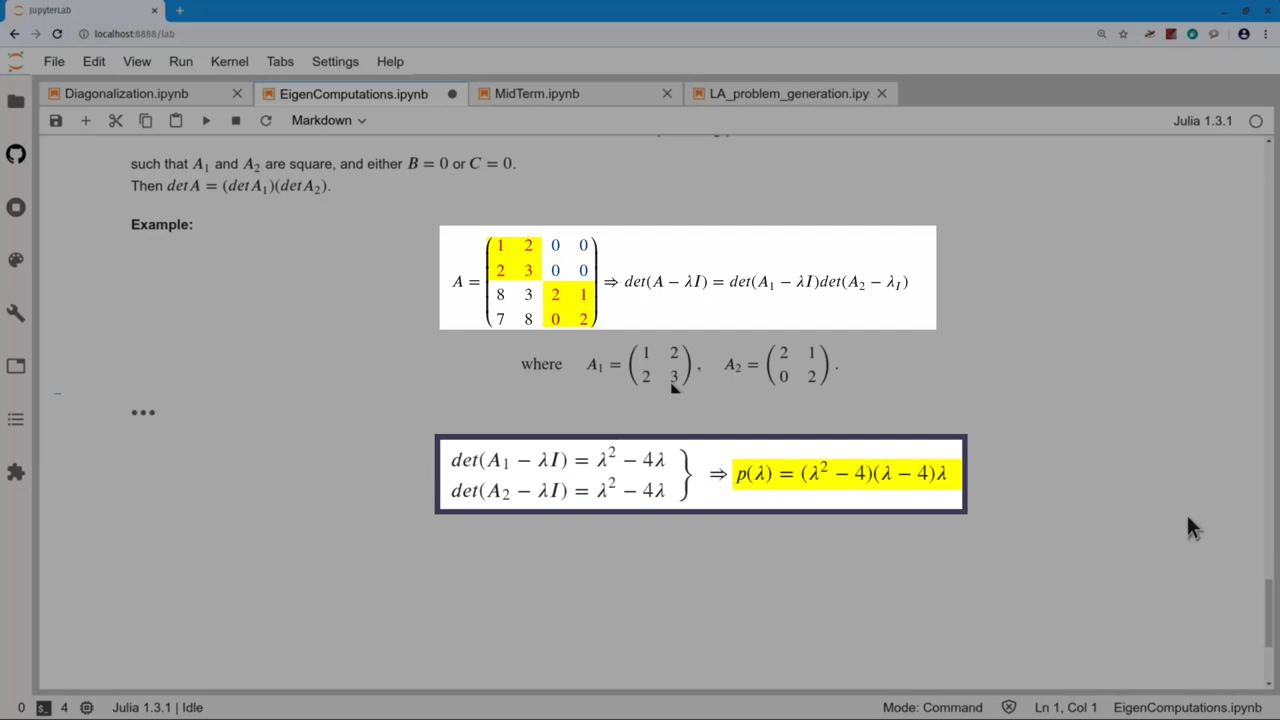 JupyterLab
localhost:8888/lab
File Edit View Run Kernel Tabs Settings Help
Diagonalization.ipynb EigenComputations.ipynb MidTerm.ipynb LA_problem_generation.ipy
Markdown Julia 1.3.1
such that A₁ and A₂ are square, and either B = 0 or C = 0.
Then det A = (det A₁)(det A₂).
Example:
A = ( 1 2 0 0
2 3 0 0
8 3 2 1
7 8 0 2 ) ⇒ det(A − λI) = det(A₁ − λI)det(A₂ − λ_I)
where A₁ = ( 1 2
2 3 ), A₂ = ( 2 1
0 2 ).
•••
det(A₁ − λI) = λ² − 4λ
det(A₂ − λI) = λ² − 4λ } ⇒ p(λ) = (λ² − 4)(λ − 4)λ
0 4 Julia 1.3.1 | Idle Mode: Command Ln 1, Col 1 EigenComputations.ipynb